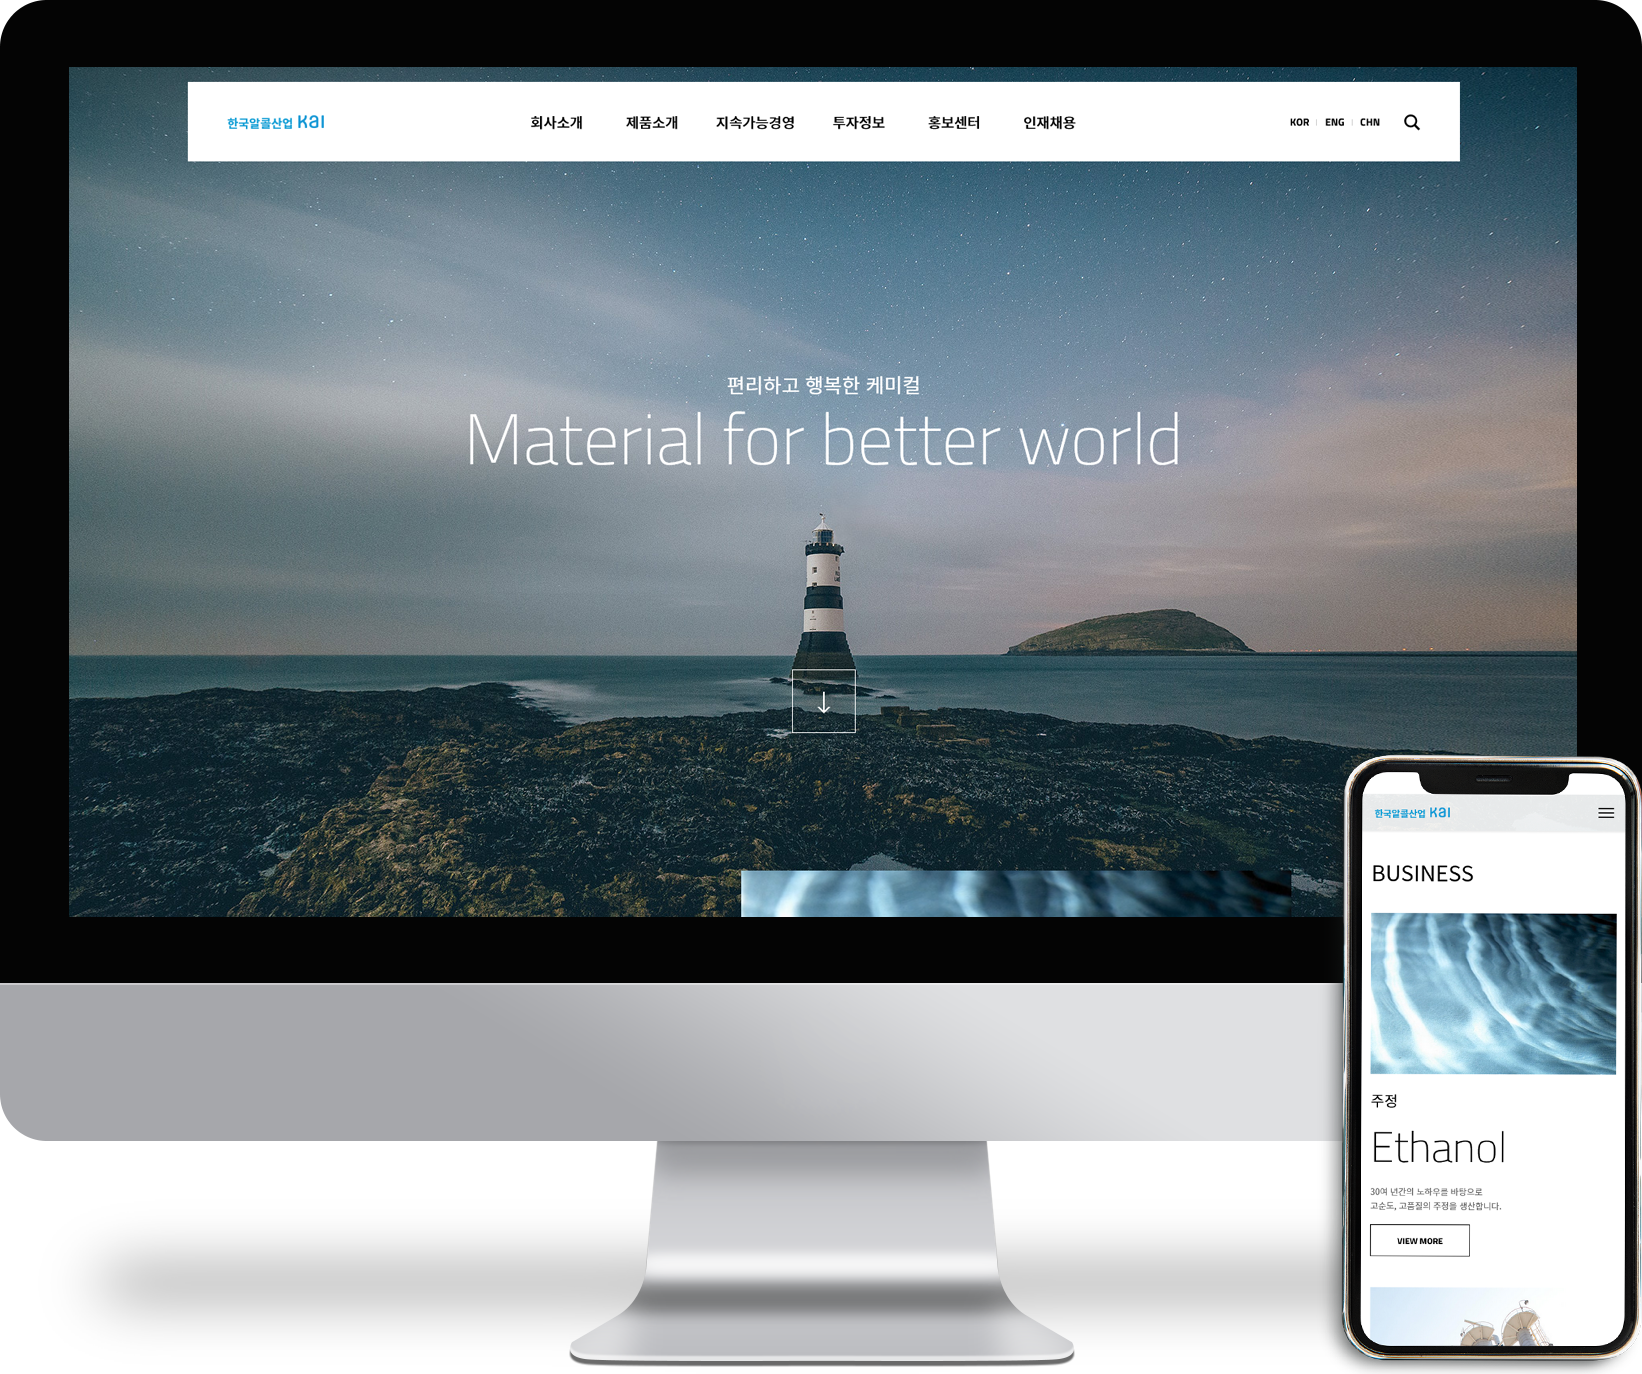 한국알콜산업 KAI
회사소개 제품소개 지속가능경영 투자정보 홍보센터 인재채용
KOR ENG CHN
편리하고 행복한 케미컬
Material for better world
한국알콜산업 KAI
BUSINESS
주정
Ethanol
30여 년간의 노하우를 바탕으로
고순도, 고품질의 주정을 생산합니다.
VIEW MORE